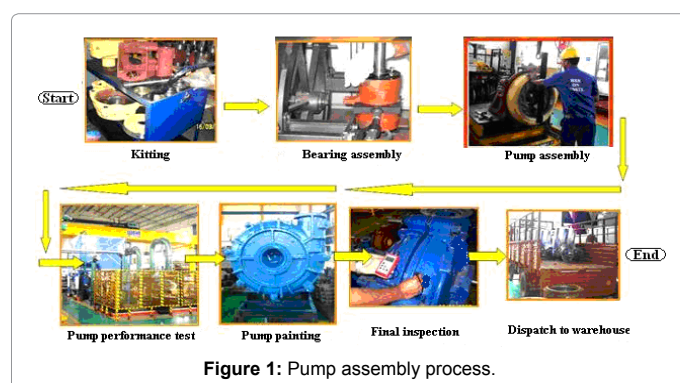 Start
Kitting
Bearing assembly
Pump assembly
Pump performance test
Pump painting
Final inspection
Dispatch to warehouse
End
Figure 1: Pump assembly process.